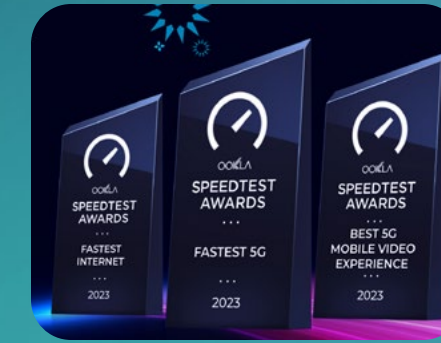 OOKLA
SPEEDTEST
AWARDS
...
FASTEST
INTERNET
...
2023
OOKLA
SPEEDTEST
AWARDS
...
FASTEST 5G
...
2023
OOKLA
SPEEDTEST
AWARDS
...
BEST 5G
MOBILE VIDEO
EXPERIENCE
...
2023